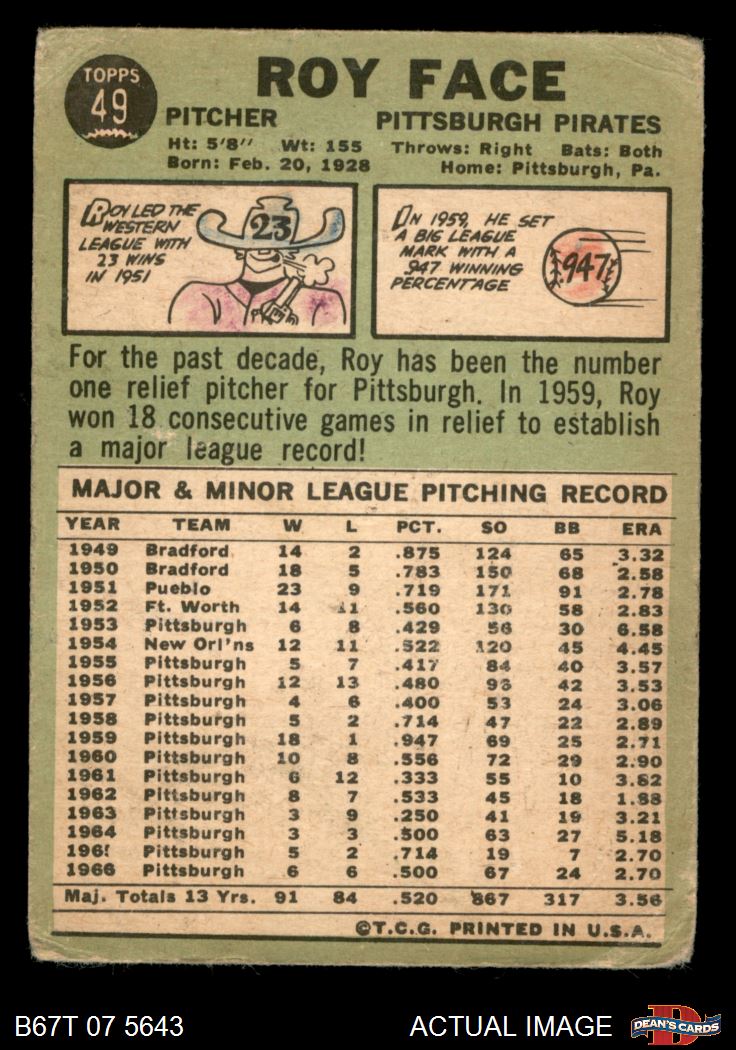 TOPPS
49
ROY FACE
PITCHER PITTSBURGH PIRATES
Ht: 5'8" Wt: 155 Throws: Right Bats: Both
Born: Feb. 20, 1928 Home: Pittsburgh, Pa.
ROY LED THE
WESTERN
LEAGUE WITH
23 WINS
IN 1951
23
IN 1959, HE SET
A BIG LEAGUE
MARK WITH A
.947 WINNING
PERCENTAGE
.947
For the past decade, Roy has been the number
one relief pitcher for Pittsburgh. In 1959, Roy
won 18 consecutive games in relief to establish
a major league record!
MAJOR & MINOR LEAGUE PITCHING RECORD
YEAR TEAM W L PCT. SO BB ERA
1949 Bradford 14 2 .875 124 65 3.32
1950 Bradford 18 5 .783 150 68 2.58
1951 Pueblo 23 9 .719 171 91 2.78
1952 Ft. Worth 14 11 .560 130 58 2.83
1953 Pittsburgh 6 8 .429 56 30 6.58
1954 New Orl'ns 12 11 .522 120 45 4.45
1955 Pittsburgh 5 7 .417 84 40 3.57
1956 Pittsburgh 12 13 .480 93 42 3.53
1957 Pittsburgh 4 6 .400 53 24 3.06
1958 Pittsburgh 5 2 .714 47 22 2.89
1959 Pittsburgh 18 1 .947 69 25 2.71
1960 Pittsburgh 10 8 .556 72 29 2.90
1961 Pittsburgh 6 12 .333 55 10 3.82
1962 Pittsburgh 8 7 .533 45 18 1.88
1963 Pittsburgh 3 9 .250 41 19 3.21
1964 Pittsburgh 3 3 .500 63 27 5.18
1965 Pittsburgh 5 2 .714 19 7 2.70
1966 Pittsburgh 6 6 .500 67 24 2.70
Maj. Totals 13 Yrs. 91 84 .520 867 317 3.56
©T.C.G. PRINTED IN U.S.A.
B67T 07 5643 ACTUAL IMAGE DEAN'S CARDS